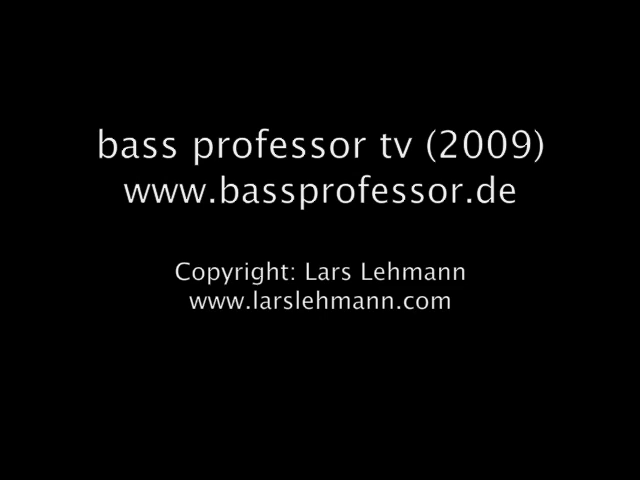 bass professor tv (2009)
www.bassprofessor.de
Copyright: Lars Lehmann
www.larslehmann.com